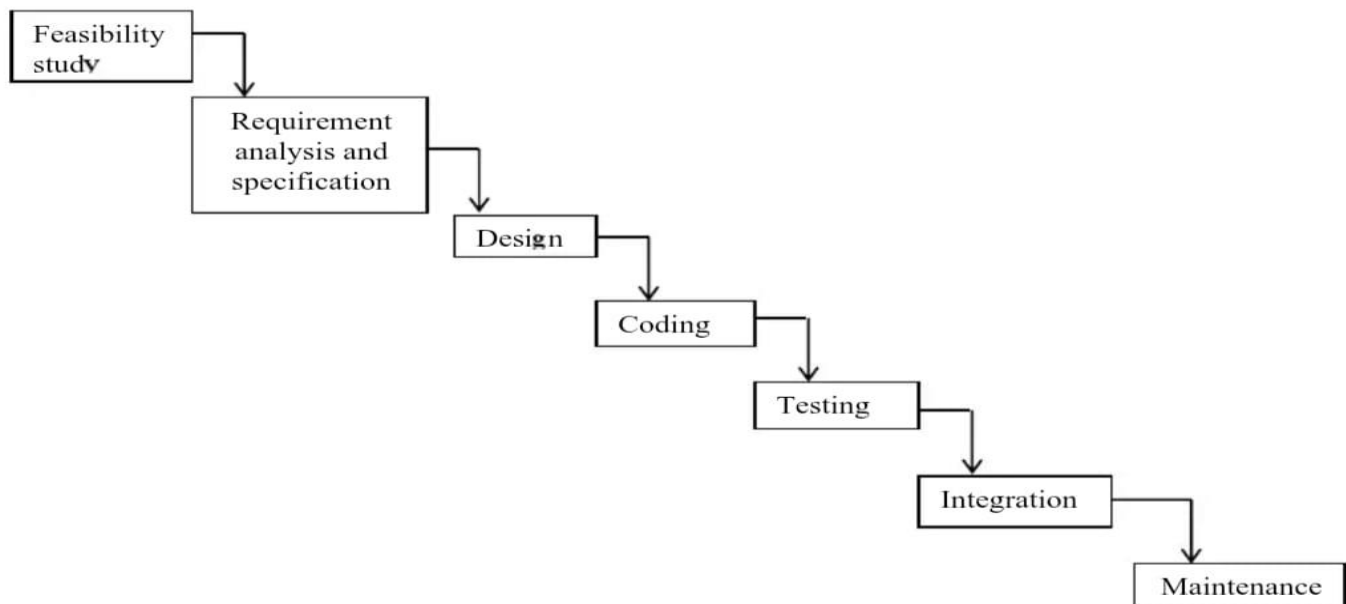 Feasibility
study
Requirement
analysis and
specification
Design
Coding
Testing
Integration
Maintenance